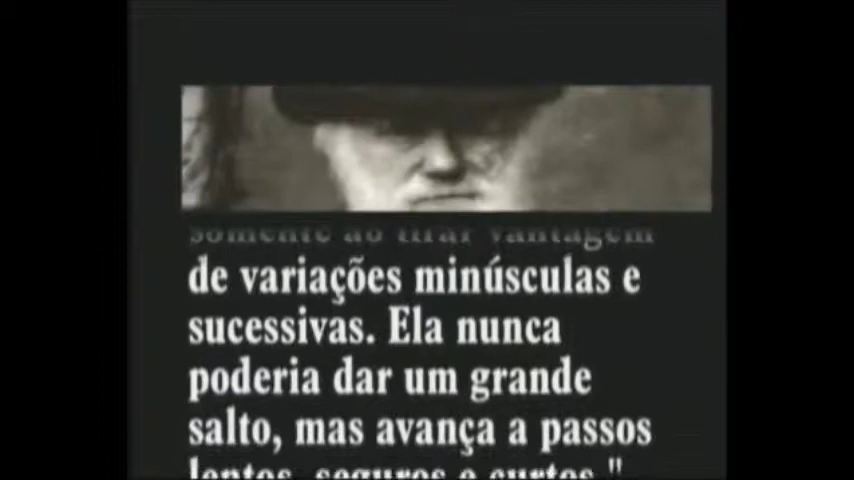 somente ao tirar vantagem
de variações minúsculas e
sucessivas. Ela nunca
poderia dar um grande
salto, mas avança a passos
lentos, seguros e curtos."